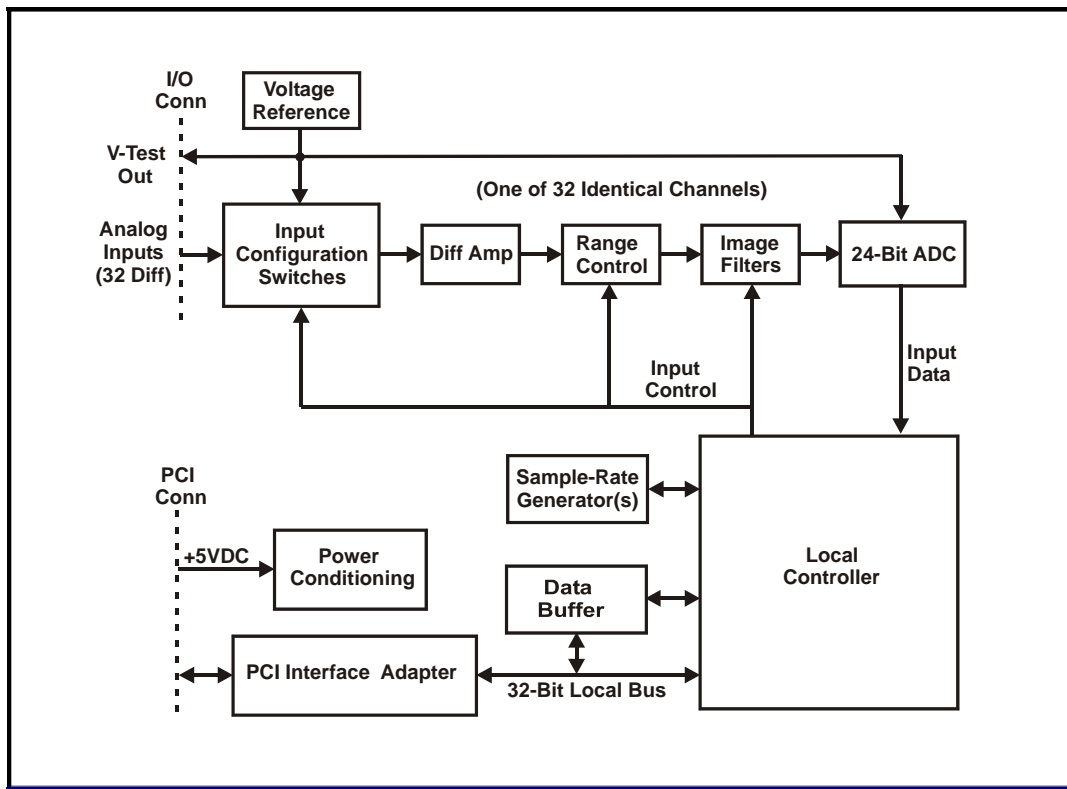 I/O
Conn
Voltage
Reference
V-Test
Out
(One of 32 Identical Channels)
Analog
Inputs
(32 Diff)
Input
Configuration
Switches
Diff Amp
Range
Control
Image
Filters
24-Bit ADC
Input
Control
Input
Data
PCI
Conn
Sample-Rate
Generator(s)
+5VDC
Power
Conditioning
Local
Controller
Data
Buffer
PCI Interface Adapter
32-Bit Local Bus